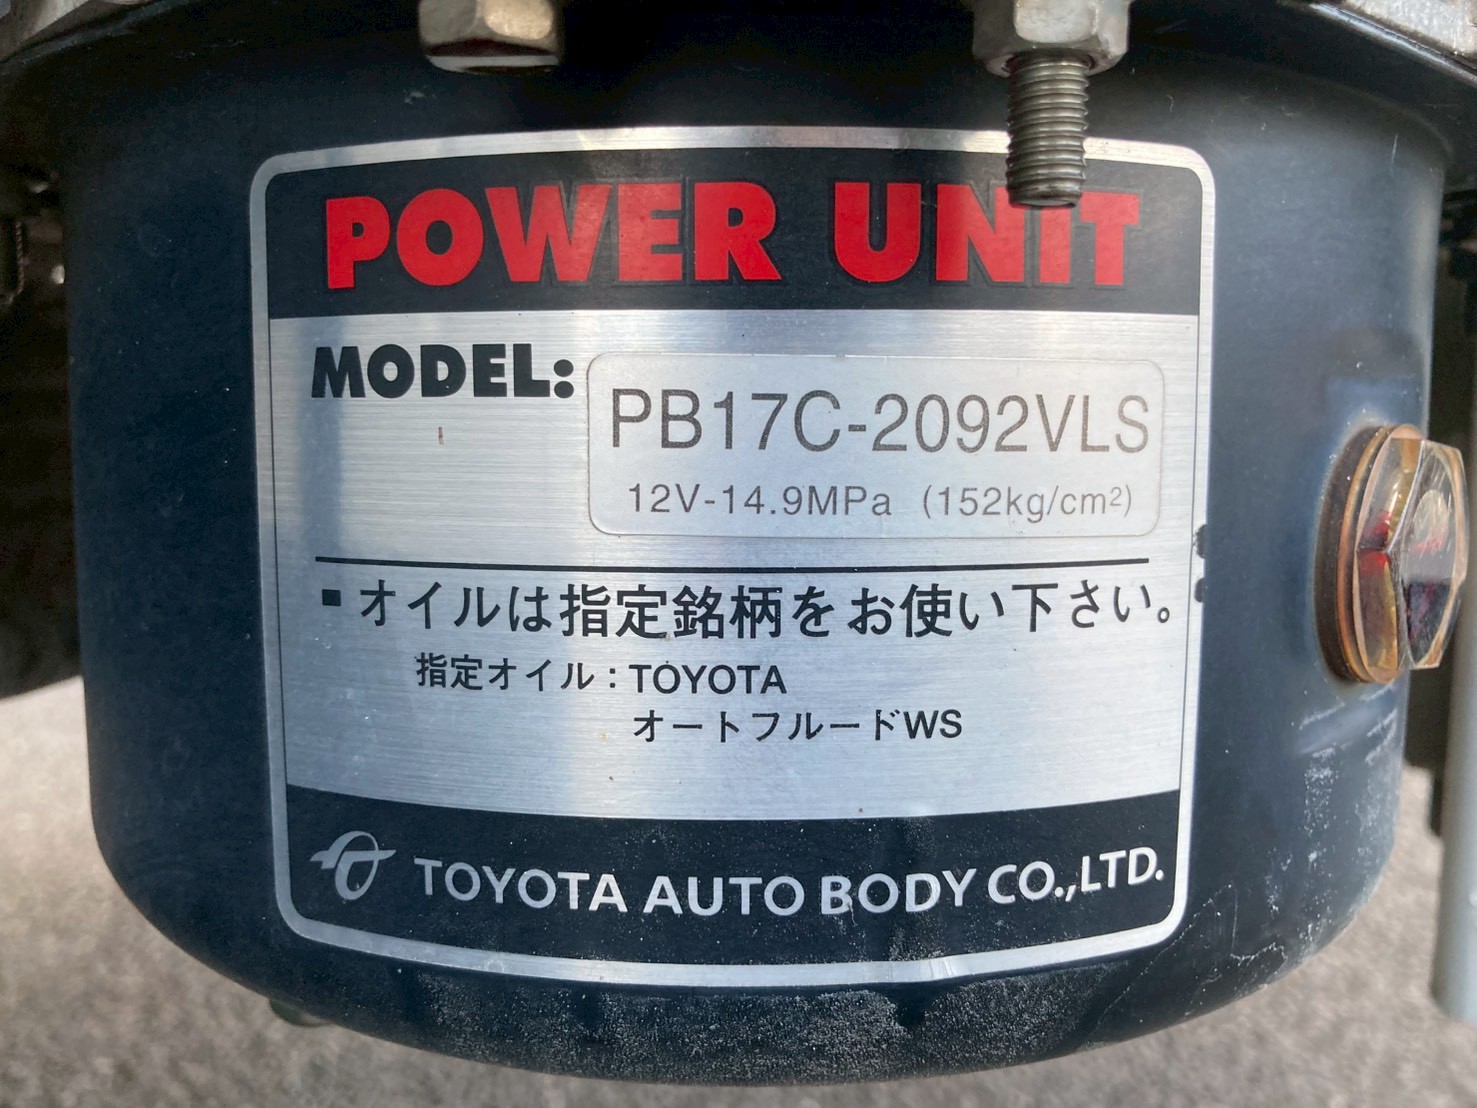 POWER UNIT
MODEL: PB17C-2092VLS
12V-14.9MPa (152kg/cm²)
▪オイルは指定銘柄をお使い下さい。
指定オイル：TOYOTA
オートフルードWS
TOYOTA AUTO BODY CO.,LTD.